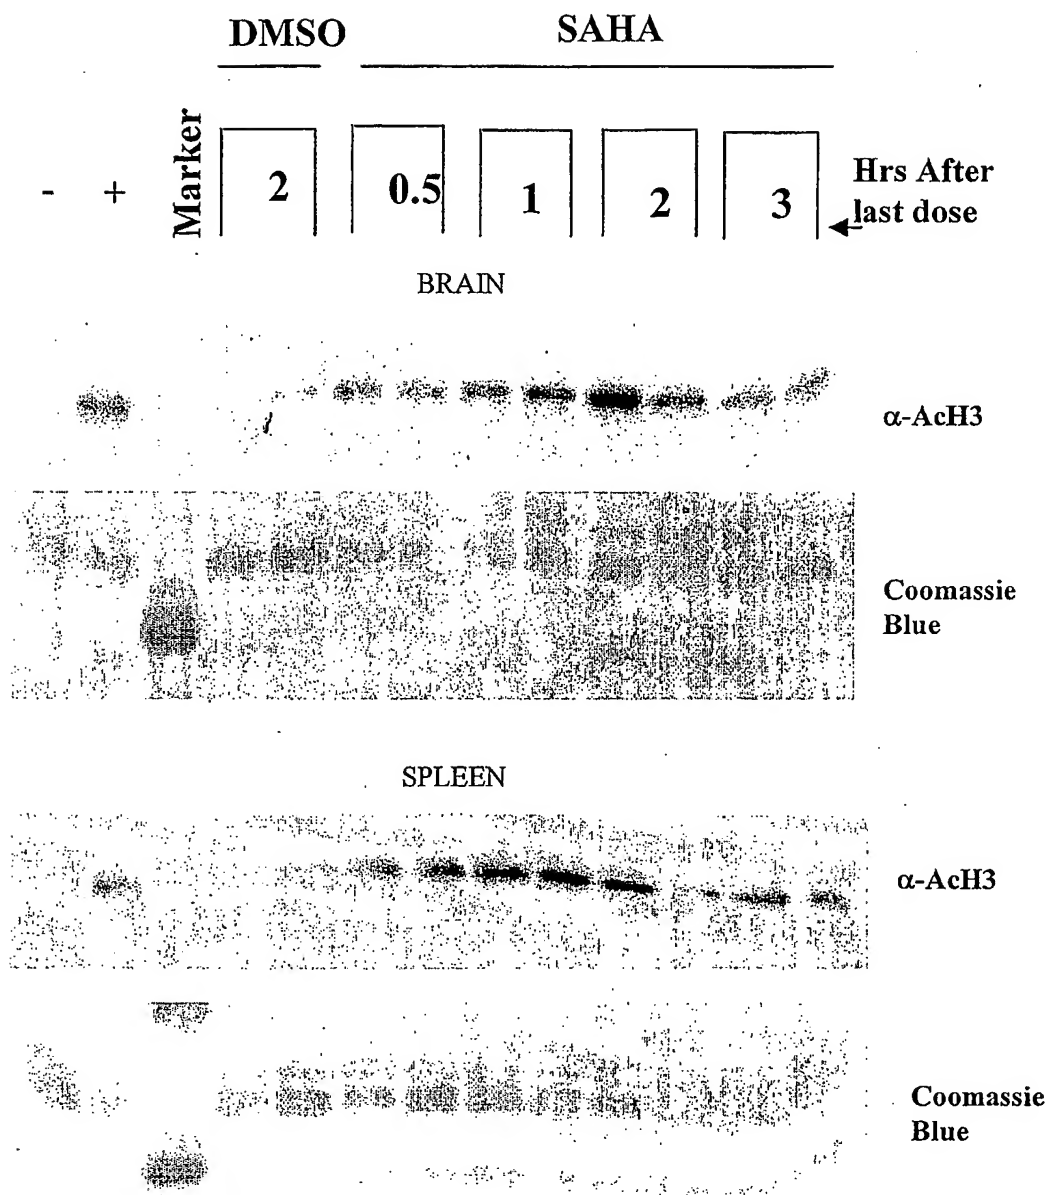 DMSO SAHA
- + Marker 2 0.5 1 2 3 Hrs After
last dose
BRAIN
α-AcH3
Coomassie
Blue
SPLEEN
α-AcH3
Coomassie
Blue